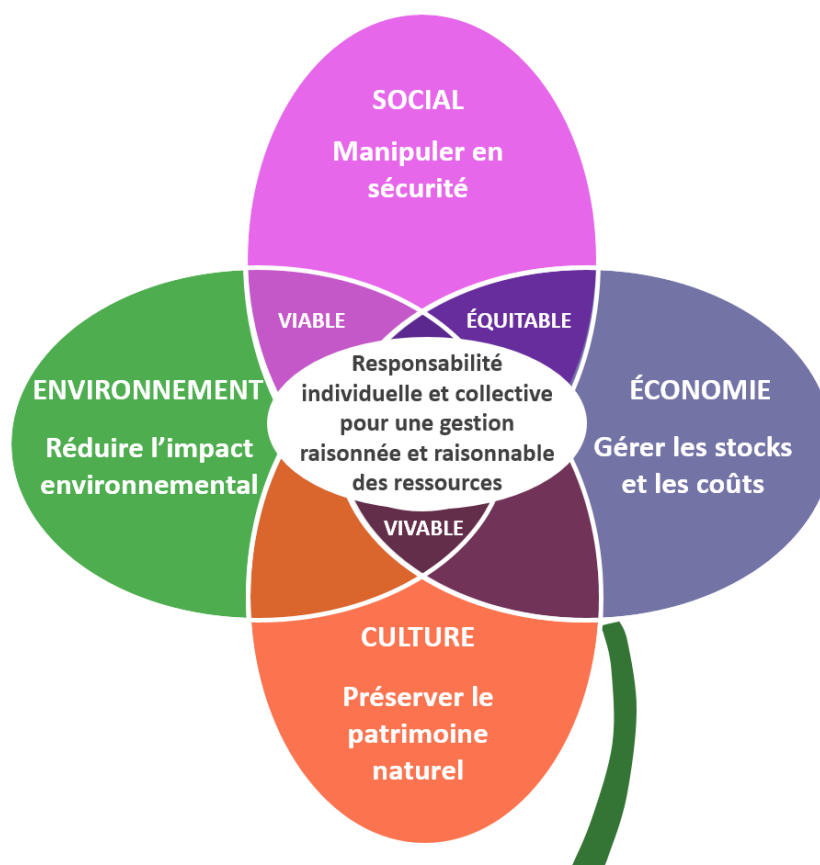 SOCIAL
Manipuler en
sécurité
VIABLE
ÉQUITABLE
ENVIRONNEMENT
Réduire l’impact
environnemental
Responsabilité
individuelle et collective
pour une gestion
raisonnée et raisonnable
des ressources
ÉCONOMIE
Gérer les stocks
et les coûts
VIVABLE
CULTURE
Préserver le
patrimoine
naturel